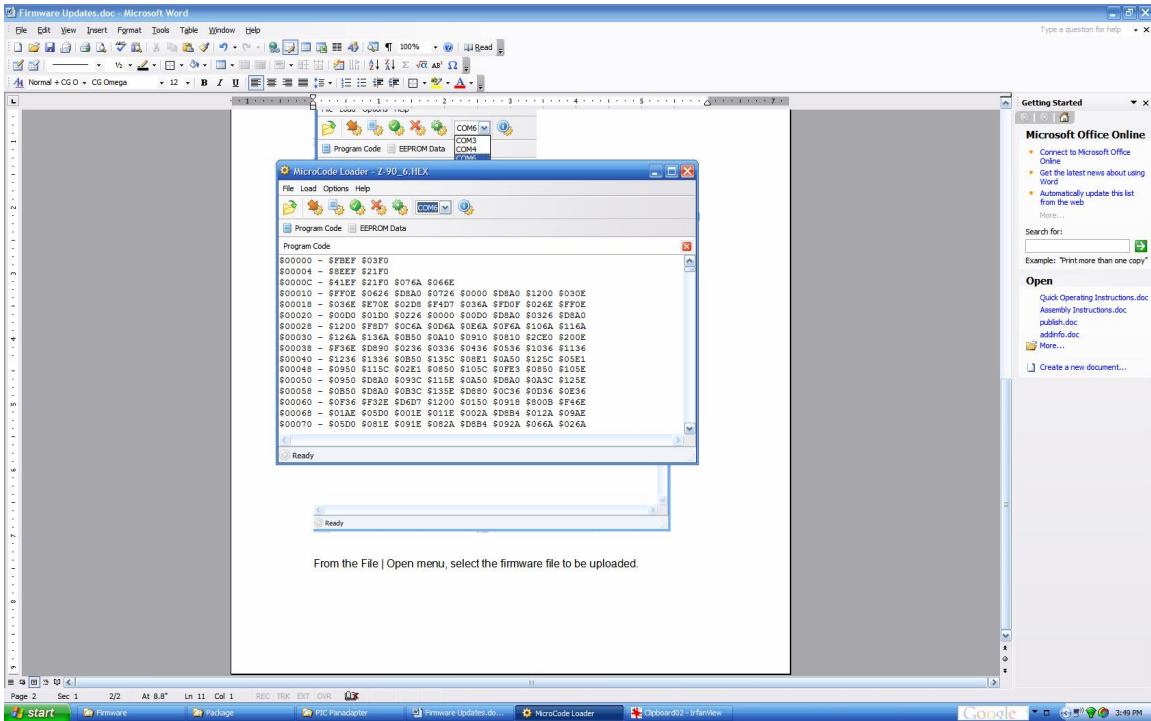 Firmware Updates.doc - Microsoft Word
File Edit View Insert Format Tools Table Window Help
Type a question for help
100%
Read
Normal + CG O
CG Omega
12
B I U
Program Code EEPROM Data
COM6
COM3
COM4
COM6
MicroCode Loader - Z-90_6.HEX
File Load Options Help
COM6
Program Code EEPROM Data
Program Code
$00000 - $FBEF $03F0
$00004 - $8EEF $21F0
$0000C - $41EF $21F0 $076A $066E
$00010 - $FF0E $0626 $D8A0 $0726 $0000 $D8A0 $1200 $030E
$00018 - $036E $E70E $02D8 $F4D7 $036A $FD0F $026E $FF0E
$00020 - $00D0 $01D0 $0226 $0000 $00D0 $D8A0 $0326 $D8A0
$00028 - $1200 $F8D7 $0C6A $0D6A $0E6A $0F6A $106A $116A
$00030 - $126A $136A $0B50 $0A10 $0910 $0810 $2CE0 $200E
$00038 - $F36E $D890 $0236 $0336 $0436 $0536 $1036 $1136
$00040 - $1236 $1336 $0B50 $135C $08E1 $0A50 $125C $05E1
$00048 - $0950 $115C $02E1 $0850 $105C $0FE3 $0850 $105E
$00050 - $0950 $D8A0 $093C $115E $0A50 $D8A0 $0A3C $125E
$00058 - $0B50 $D8A0 $0B3C $135E $D880 $0C36 $0D36 $0E36
$00060 - $0F36 $F32E $D6D7 $1200 $0150 $0918 $800B $F46E
$00068 - $01AE $05D0 $001E $011E $002A $D8B4 $012A $09AE
$00070 - $05D0 $081E $091E $082A $D8B4 $092A $066A $026A
Ready
Ready
From the File | Open menu, select the firmware file to be uploaded.
Getting Started
Microsoft Office Online
Connect to Microsoft Office
Online
Get the latest news about using
Word
Automatically update this list
from the web
More...
Search for:
Example: "Print more than one copy"
Open
Quick Operating Instructions.doc
Assembly Instructions.doc
publish.doc
addinfo.doc
More...
Create a new document...
Page 2 Sec 1 2/2 At 8.8" Ln 11 Col 1 REC TRK EXT OVR
start Firmware Package PIC Panadapter Firmware Updates.do... MicroCode Loader Clipboard02 - IrfanView Google 3:49 PM